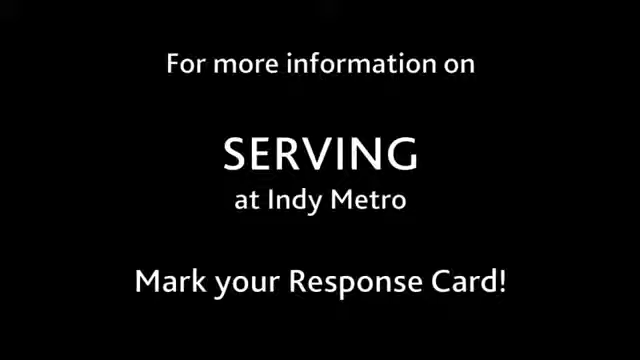 For more information on
SERVING
at Indy Metro
Mark your Response Card!